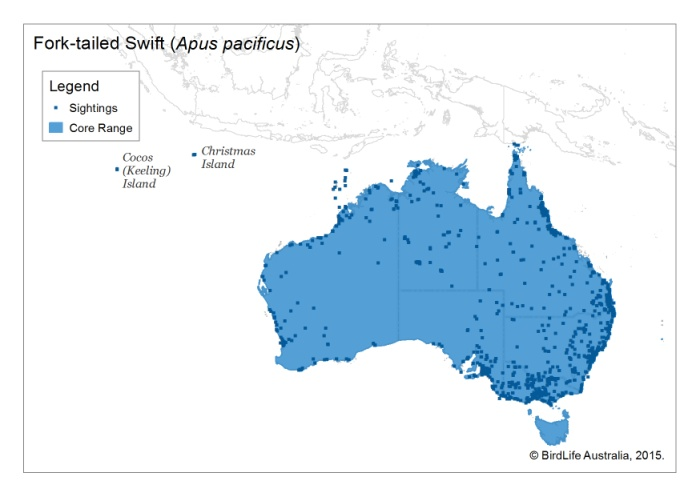 Fork-tailed Swift (Apus pacificus)
Legend
Sightings
Core Range
Cocos
(Keeling)
Island
Christmas
Island
© BirdLife Australia, 2015.